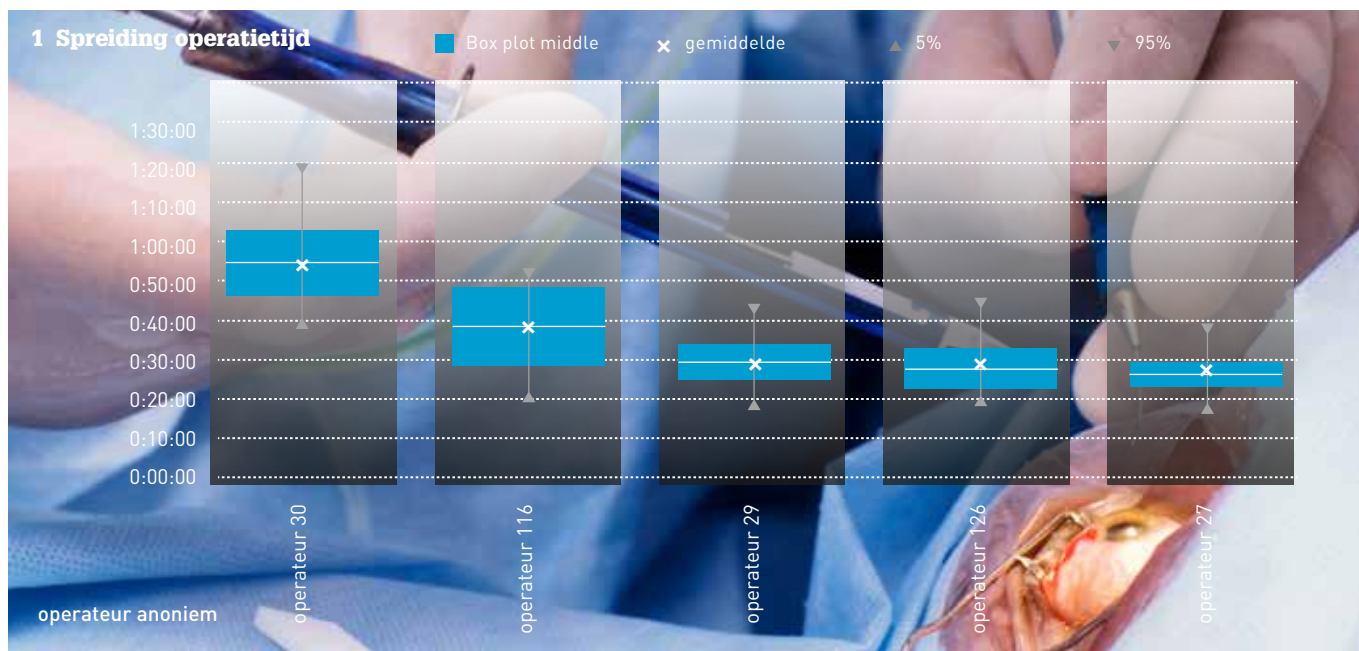 1 Spreiding operatietijd
Box plot middle
gemiddelde
5%
95%
1:30:00
1:20:00
1:10:00
1:00:00
0:50:00
0:40:00
0:30:00
0:20:00
0:10:00
0:00:00
operateur 30
operateur 116
operateur 29
operateur 126
operateur 27
operateur anoniem